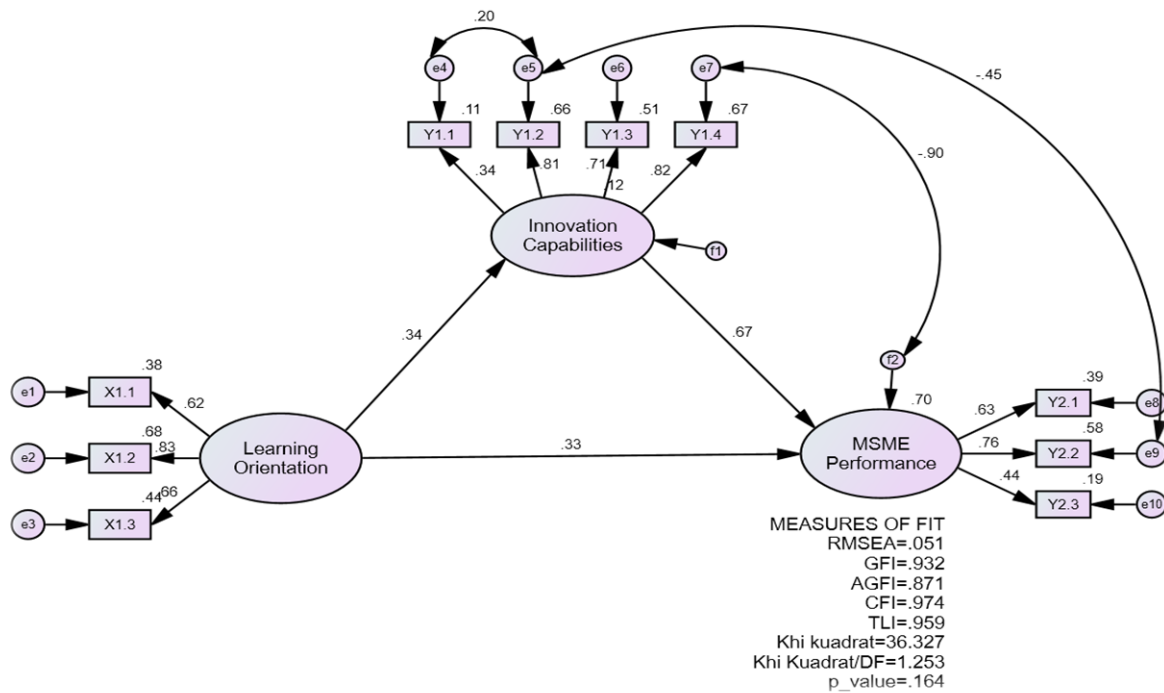 .20
e4 e5 e6 e7
-.45
.11 .66 .51 .67
Y1.1 Y1.2 Y1.3 Y1.4
-.90
.34 .81 .71 .82
.12
Innovation
Capabilities
f1
.34
.67
f2
.38
.70
.39
e1 X1.1
.62
.63
Y2.1 e8
.68
.58
Learning
Orientation
.33
MSME
Performance
e2 X1.2
.83
.76
Y2.2 e9
.44 .66
.44
.19
e3 X1.3
Y2.3 e10
MEASURES OF FIT
RMSEA=.051
GFI=.932
AGFI=.871
CFI=.974
TLI=.959
Khi kuadrat=36.327
Khi Kuadrat/DF=1.253
p_value=.164